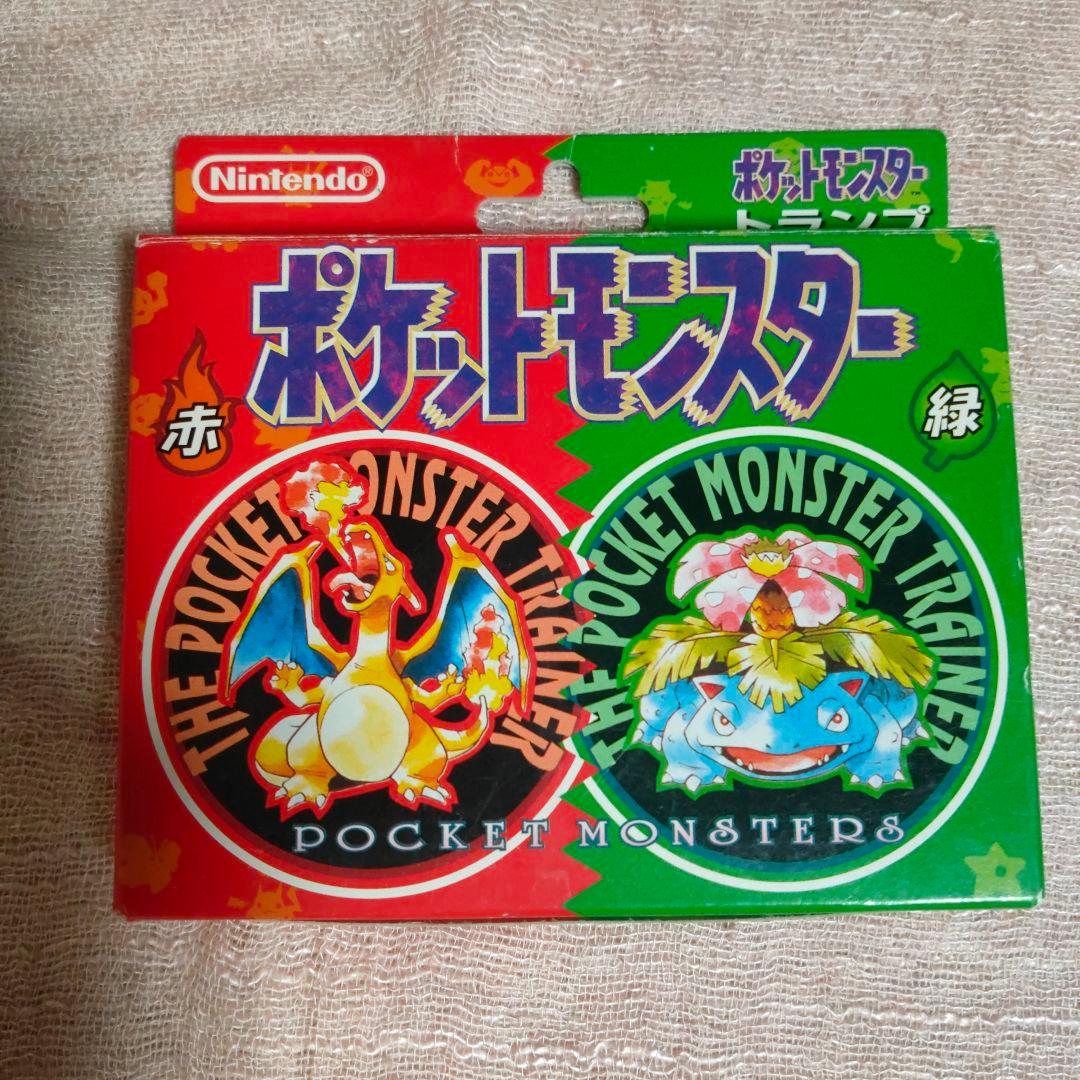 Nintendo®
ポケットモンスター
TM
トランプ
ポケットモンスター
赤
緑
THE POCKET MONSTER TRAINER
THE POCKET MONSTER TRAINER
POCKET MONSTERS